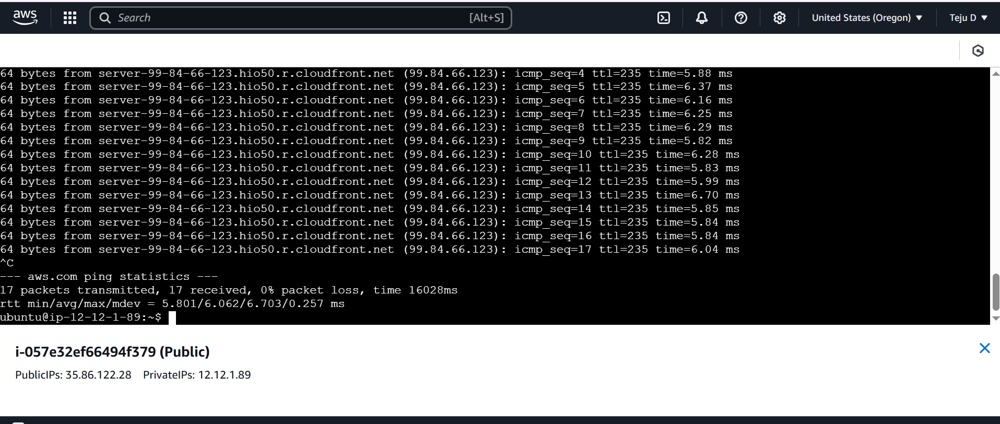 aws
Search [Alt+S]
United States (Oregon)
Teju D
64 bytes from server-99-84-66-123.hio50.r.cloudfront.net (99.84.66.123): icmp_seq=4 ttl=235 time=5.88 ms
64 bytes from server-99-84-66-123.hio50.r.cloudfront.net (99.84.66.123): icmp_seq=5 ttl=235 time=6.37 ms
64 bytes from server-99-84-66-123.hio50.r.cloudfront.net (99.84.66.123): icmp_seq=6 ttl=235 time=6.16 ms
64 bytes from server-99-84-66-123.hio50.r.cloudfront.net (99.84.66.123): icmp_seq=7 ttl=235 time=6.25 ms
64 bytes from server-99-84-66-123.hio50.r.cloudfront.net (99.84.66.123): icmp_seq=8 ttl=235 time=6.29 ms
64 bytes from server-99-84-66-123.hio50.r.cloudfront.net (99.84.66.123): icmp_seq=9 ttl=235 time=5.82 ms
64 bytes from server-99-84-66-123.hio50.r.cloudfront.net (99.84.66.123): icmp_seq=10 ttl=235 time=6.28 ms
64 bytes from server-99-84-66-123.hio50.r.cloudfront.net (99.84.66.123): icmp_seq=11 ttl=235 time=5.83 ms
64 bytes from server-99-84-66-123.hio50.r.cloudfront.net (99.84.66.123): icmp_seq=12 ttl=235 time=5.99 ms
64 bytes from server-99-84-66-123.hio50.r.cloudfront.net (99.84.66.123): icmp_seq=13 ttl=235 time=6.70 ms
64 bytes from server-99-84-66-123.hio50.r.cloudfront.net (99.84.66.123): icmp_seq=14 ttl=235 time=5.85 ms
64 bytes from server-99-84-66-123.hio50.r.cloudfront.net (99.84.66.123): icmp_seq=15 ttl=235 time=5.84 ms
64 bytes from server-99-84-66-123.hio50.r.cloudfront.net (99.84.66.123): icmp_seq=16 ttl=235 time=5.84 ms
64 bytes from server-99-84-66-123.hio50.r.cloudfront.net (99.84.66.123): icmp_seq=17 ttl=235 time=6.04 ms
^C
--- aws.com ping statistics ---
17 packets transmitted, 17 received, 0% packet loss, time 16028ms
rtt min/avg/max/mdev = 5.801/6.062/6.703/0.257 ms
ubuntu@ip-12-12-1-89:~$
i-057e32ef66494f379 (Public)
PublicIPs: 35.86.122.28 PrivateIPs: 12.12.1.89